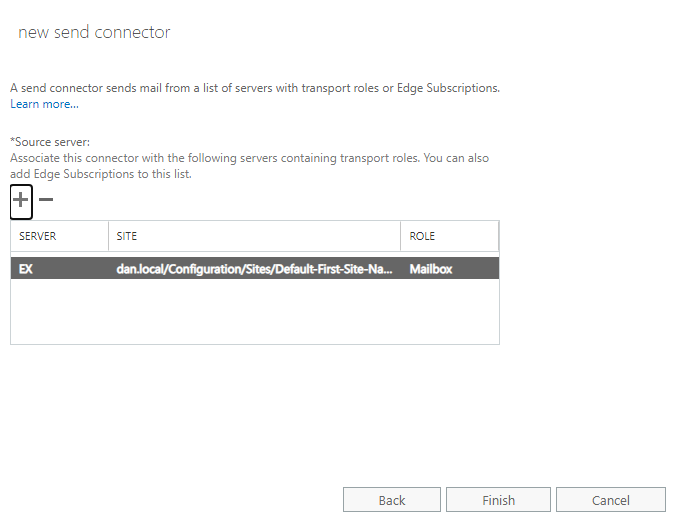 new send connector
A send connector sends mail from a list of servers with transport roles or Edge Subscriptions.
Learn more...
*Source server:
Associate this connector with the following servers containing transport roles. You can also
add Edge Subscriptions to this list.
SERVER SITE ROLE
EX dan.local/Configuration/Sites/Default-First-Site-Na... Mailbox
Back Finish Cancel